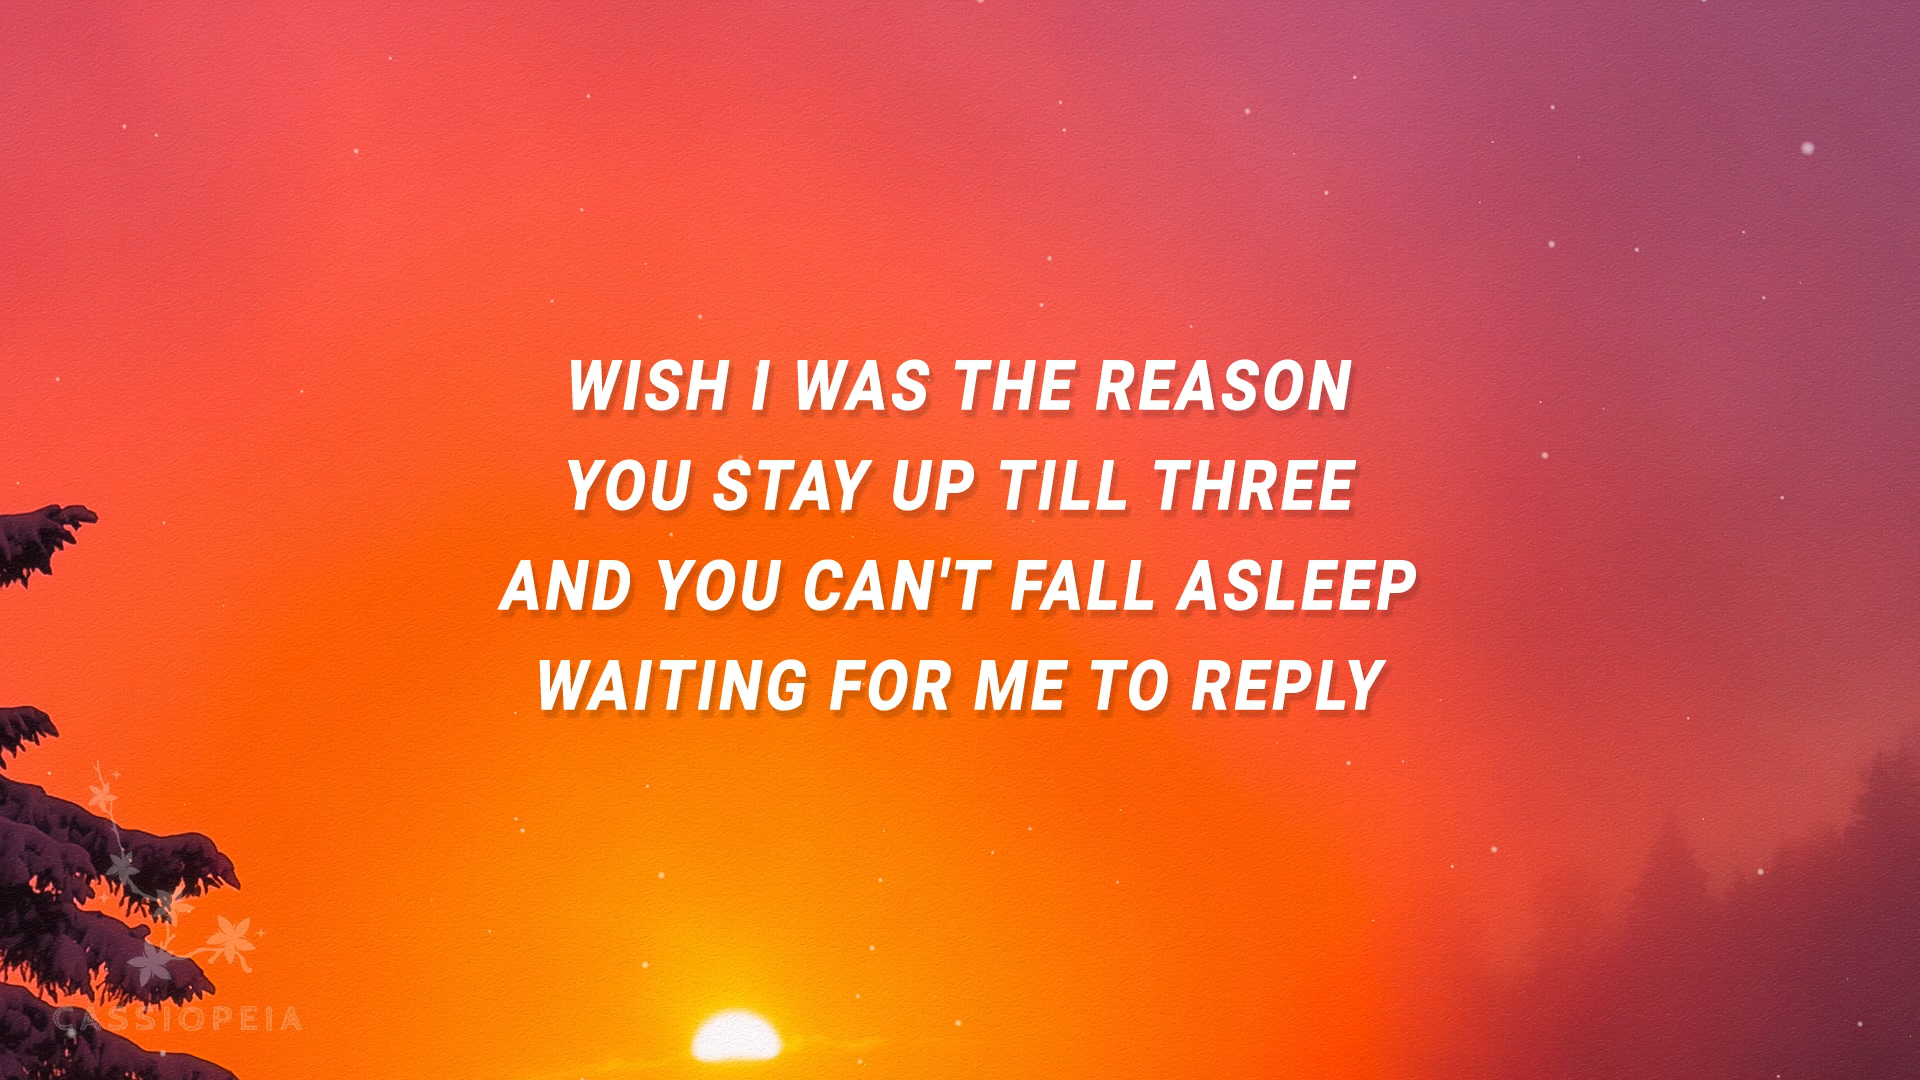 WISH I WAS THE REASON
YOU STAY UP TILL THREE
AND YOU CAN'T FALL ASLEEP
WAITING FOR ME TO REPLY
CASSIOPEIA